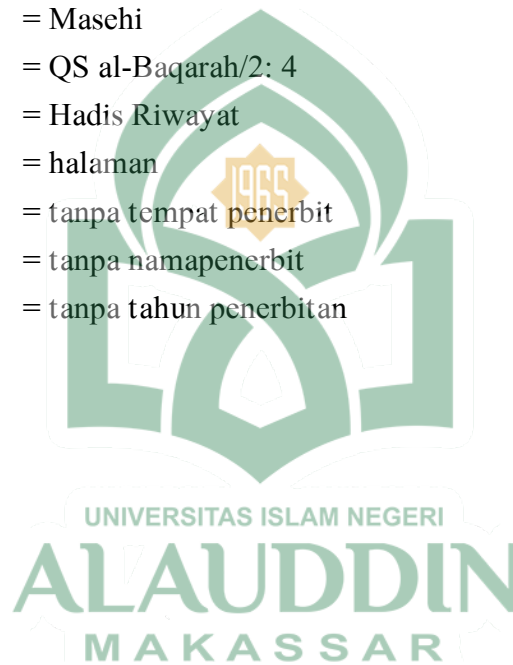 = Masehi
= QS al-Baqarah/2: 4
= Hadis Riwayat
= halaman
1965
= tanpa tempat penerbit
= tanpa namapenerbit
= tanpa tahun penerbitan
UNIVERSITAS ISLAM NEGERI
ALAUDDIN
MAKASSAR